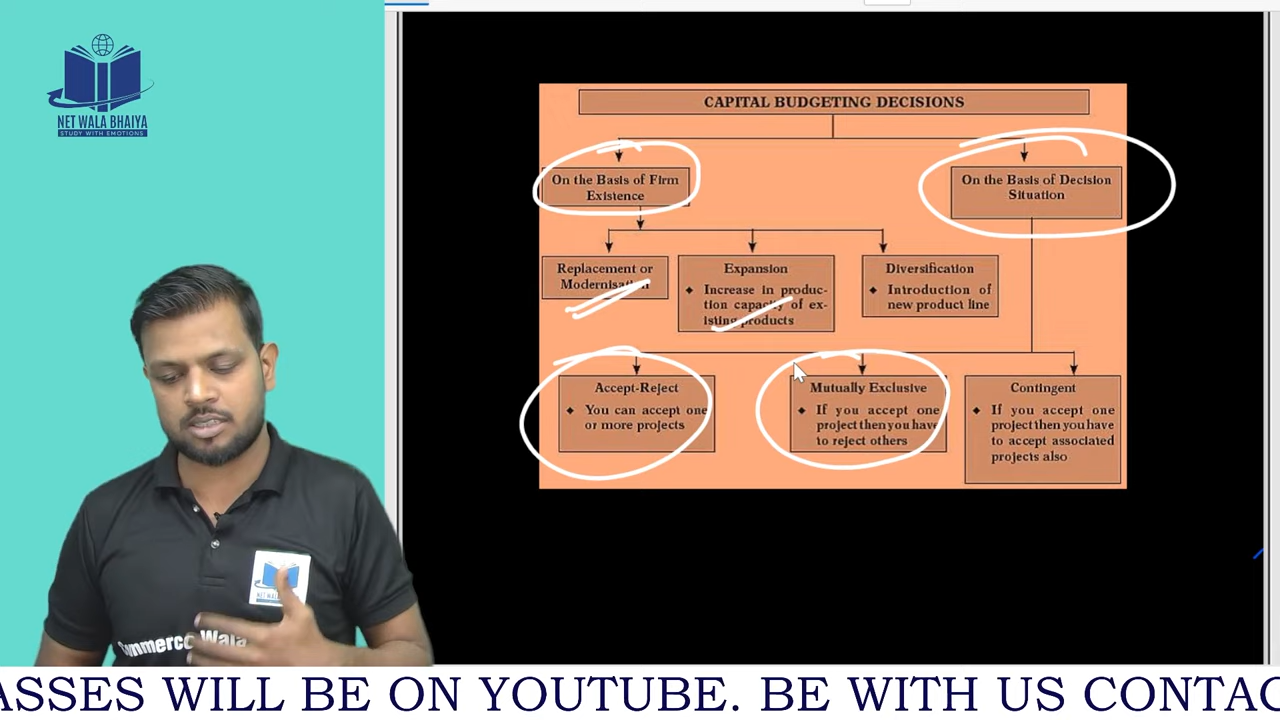 NET WALA BHAIYA
STUDY WITH EMOTIONS
CAPITAL BUDGETING DECISIONS
On the Basis of Firm
Existence
On the Basis of Decision
Situation
Replacement or
Modernisation
Expansion
◆ Increase in produc-
tion capacity of ex-
isting products
Diversification
◆ Introduction of
new product line
Accept-Reject
◆ You can accept one
or more projects
Mutually Exclusive
◆ If you accept one
project then you have
to reject others
Contingent
◆ If you accept one
project then you have
to accept associated
projects also
NET WALA
Commerce Wala
ASSES WILL BE ON YOUTUBE. BE WITH US CONTAC